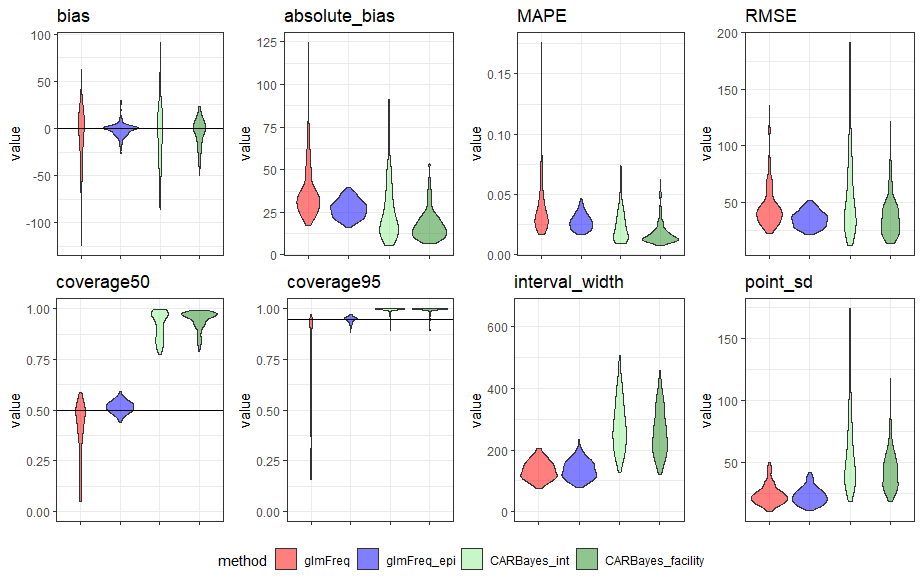 bias
absolute_bias
MAPE
RMSE
value
100
50
0
-50
-100
value
125
100
75
50
25
0
value
0.15
0.10
0.05
0.00
value
200
150
100
50
coverage50
coverage95
interval_width
point_sd
value
1.00
0.75
0.50
0.25
0.00
value
1.00
0.75
0.50
0.25
0.00
value
600
400
200
0
value
150
100
50
method glmFreq glmFreq_epi CARBayes_int CARBayes_facility